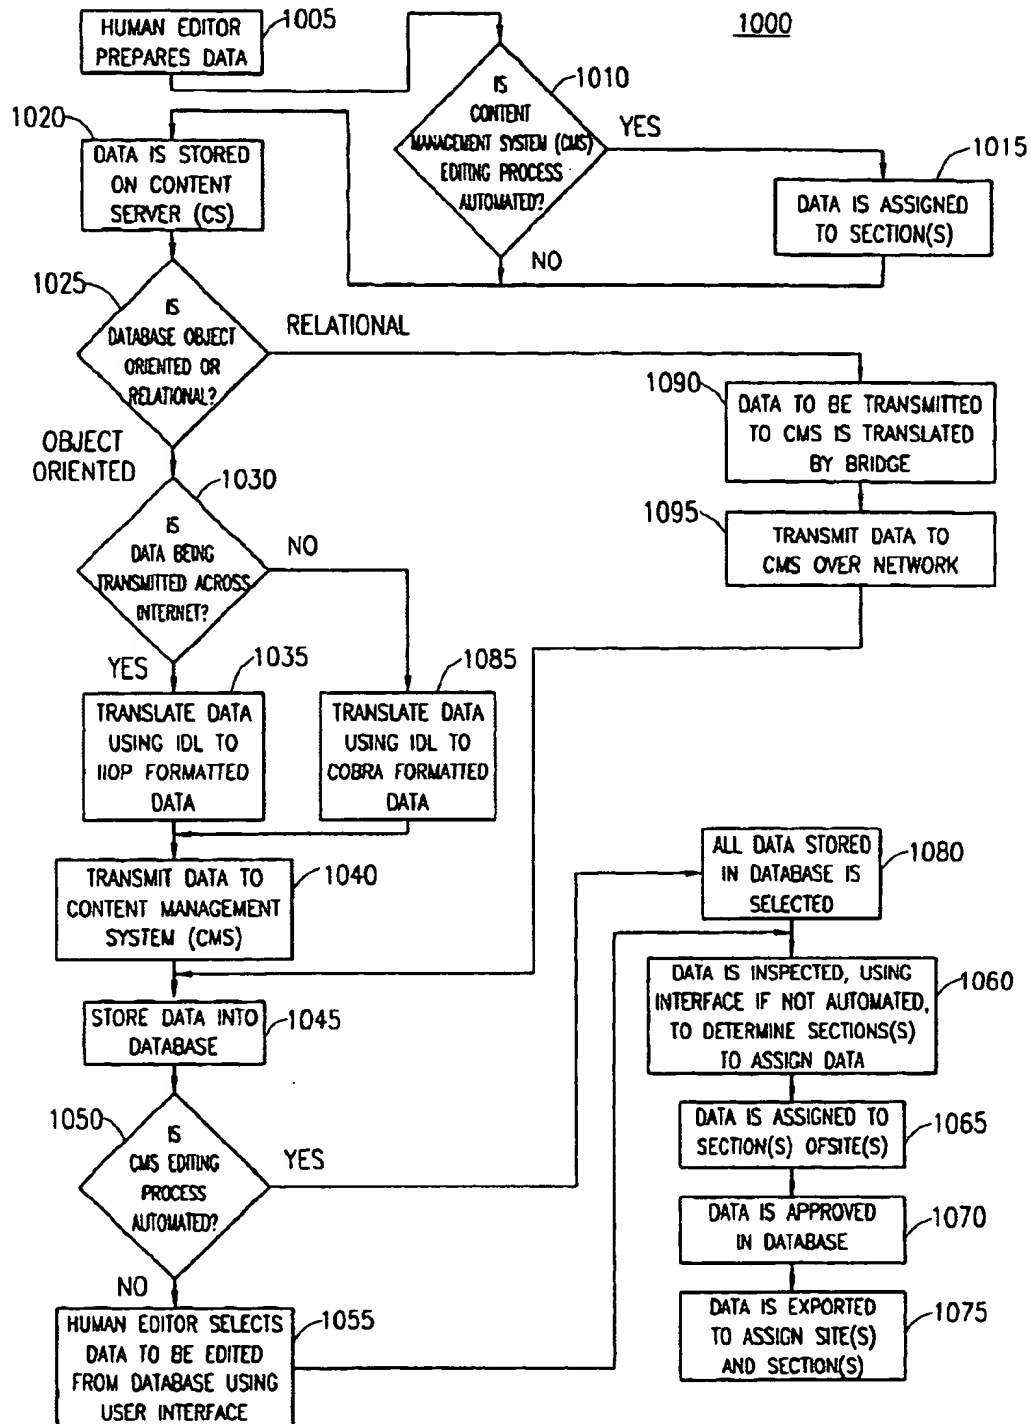 1000
HUMAN EDITOR
PREPARES DATA
1005
IS
CONTENT
MANAGEMENT SYSTEM (CMS)
EDITING PROCESS
AUTOMATED?
1010
YES
NO
DATA IS ASSIGNED
TO SECTION(S)
1015
1020
DATA IS STORED
ON CONTENT
SERVER (CS)
1025
IS
DATABASE OBJECT
ORIENTED OR
RELATIONAL?
RELATIONAL
OBJECT
ORIENTED
1090
DATA TO BE TRANSMITTED
TO CMS IS TRANSLATED
BY BRIDGE
1095
TRANSMIT DATA TO
CMS OVER NETWORK
1030
IS
DATA BEING
TRANSMITTED ACROSS
INTERNET?
NO
YES
1035
TRANSLATE DATA
USING IDL TO
IIOP FORMATTED
DATA
1085
TRANSLATE DATA
USING IDL TO
COBRA FORMATTED
DATA
TRANSMIT DATA TO
CONTENT MANAGEMENT
SYSTEM (CMS)
1040
STORE DATA INTO
DATABASE
1045
1050
IS
CMS EDITING
PROCESS
AUTOMATED?
YES
NO
HUMAN EDITOR SELECTS
DATA TO BE EDITED
FROM DATABASE USING
USER INTERFACE
1055
ALL DATA STORED
IN DATABASE IS
SELECTED
1080
DATA IS INSPECTED, USING
INTERFACE IF NOT AUTOMATED,
TO DETERMINE SECTIONS(S)
TO ASSIGN DATA
1060
DATA IS ASSIGNED TO
SECTION(S) OFSITE(S)
1065
DATA IS APPROVED
IN DATABASE
1070
DATA IS EXPORTED
TO ASSIGN SITE(S)
AND SECTION(S)
1075